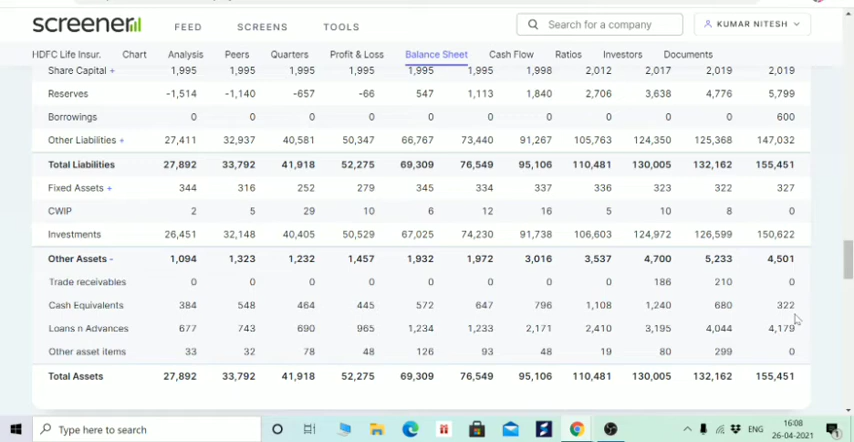 screener
FEED SCREENS TOOLS Search for a company KUMAR NITESH
HDFC Life Insur. Chart Analysis Peers Quarters Profit & Loss Balance Sheet Cash Flow Ratios Investors Documents
Share Capital + 1,995 1,995 1,995 1,995 1,995 1,995 1,998 2,012 2,017 2,019 2,019
Reserves -1,514 -1,140 -657 -66 547 1,113 1,840 2,706 3,638 4,776 5,799
Borrowings 0 0 0 0 0 0 0 0 0 0 600
Other Liabilities + 27,411 32,937 40,581 50,347 66,767 73,440 91,267 105,763 124,350 125,368 147,032
Total Liabilities 27,892 33,792 41,918 52,275 69,309 76,549 95,106 110,481 130,005 132,162 155,451
Fixed Assets + 344 316 252 279 345 334 337 336 323 322 327
CWIP 2 5 29 10 6 12 16 5 10 8 0
Investments 26,451 32,148 40,405 50,529 67,025 74,230 91,738 106,603 124,972 126,599 150,622
Other Assets - 1,094 1,323 1,232 1,457 1,932 1,972 3,016 3,537 4,700 5,233 4,501
Trade receivables 0 0 0 0 0 0 0 0 186 210 0
Cash Equivalents 384 548 464 445 572 647 796 1,108 1,240 680 322
Loans n Advances 677 743 690 965 1,234 1,233 2,171 2,410 3,195 4,044 4,179
Other asset items 33 32 78 48 126 93 48 19 80 299 0
Total Assets 27,892 33,792 41,918 52,275 69,309 76,549 95,106 110,481 130,005 132,162 155,451
Type here to search ENG 16:08
26-04-2021